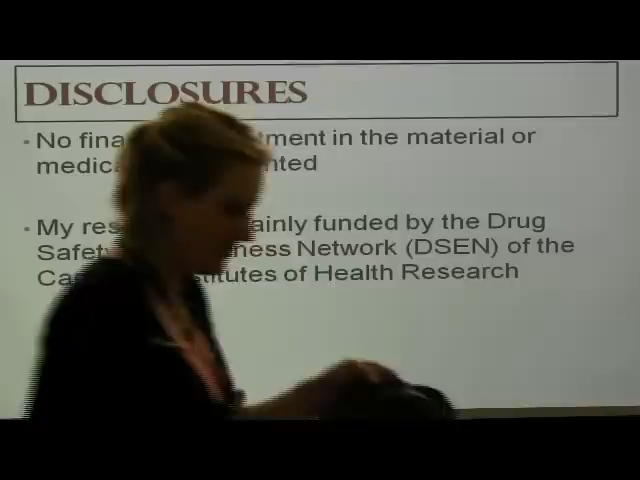 DISCLOSURES
No fina tment in the material or
medica nted
My res ainly funded by the Drug
Safety ness Network (DSEN) of the
Ca stitutes of Health Research